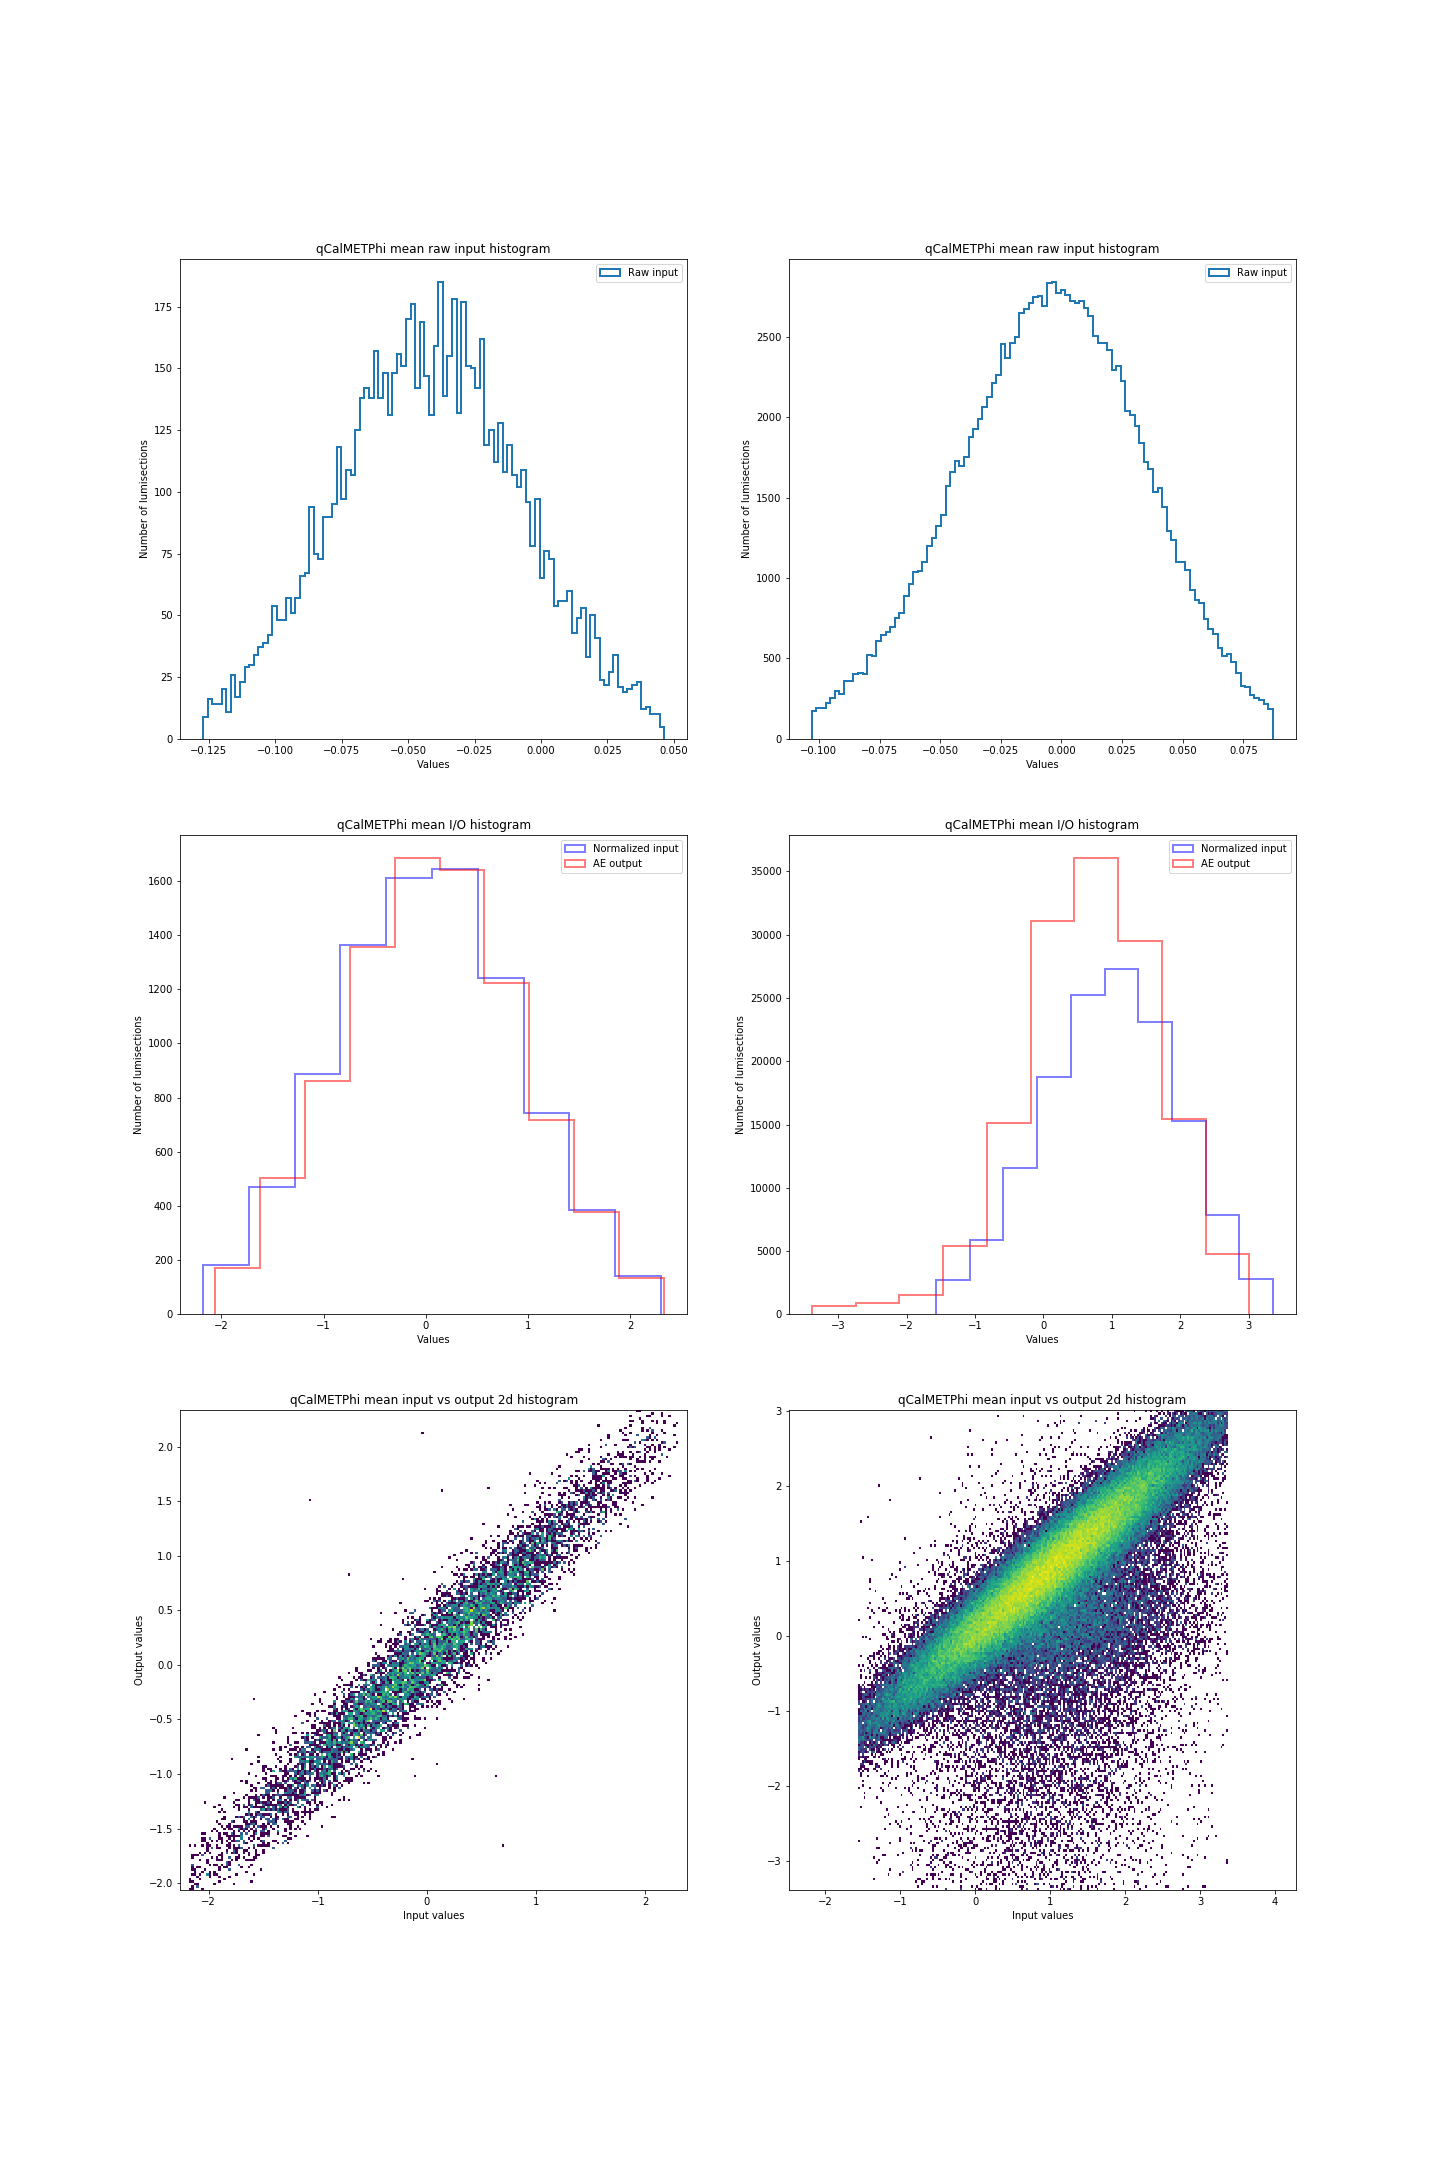 qCalMETPhi mean raw input histogram
Raw input
175
150
125
100
75
50
25
0
Number of lumisections
−0.125 −0.100 −0.075 −0.050 −0.025 0.000 0.025 0.050
Values
qCalMETPhi mean raw input histogram
Raw input
2500
2000
1500
1000
500
0
Number of lumisections
−0.100 −0.075 −0.050 −0.025 0.000 0.025 0.050 0.075
Values
qCalMETPhi mean I/O histogram
Normalized input
AE output
1600
1400
1200
1000
800
600
400
200
0
Number of lumisections
−2 −1 0 1 2
Values
qCalMETPhi mean I/O histogram
Normalized input
AE output
35000
30000
25000
20000
15000
10000
5000
0
Number of lumisections
−3 −2 −1 0 1 2 3
Values
qCalMETPhi mean input vs output 2d histogram
2.0
1.5
1.0
0.5
0.0
−0.5
−1.0
−1.5
−2.0
Output values
−2 −1 0 1 2
Input values
qCalMETPhi mean input vs output 2d histogram
3
2
1
0
−1
−2
−3
Output values
−2 −1 0 1 2 3 4
Input values